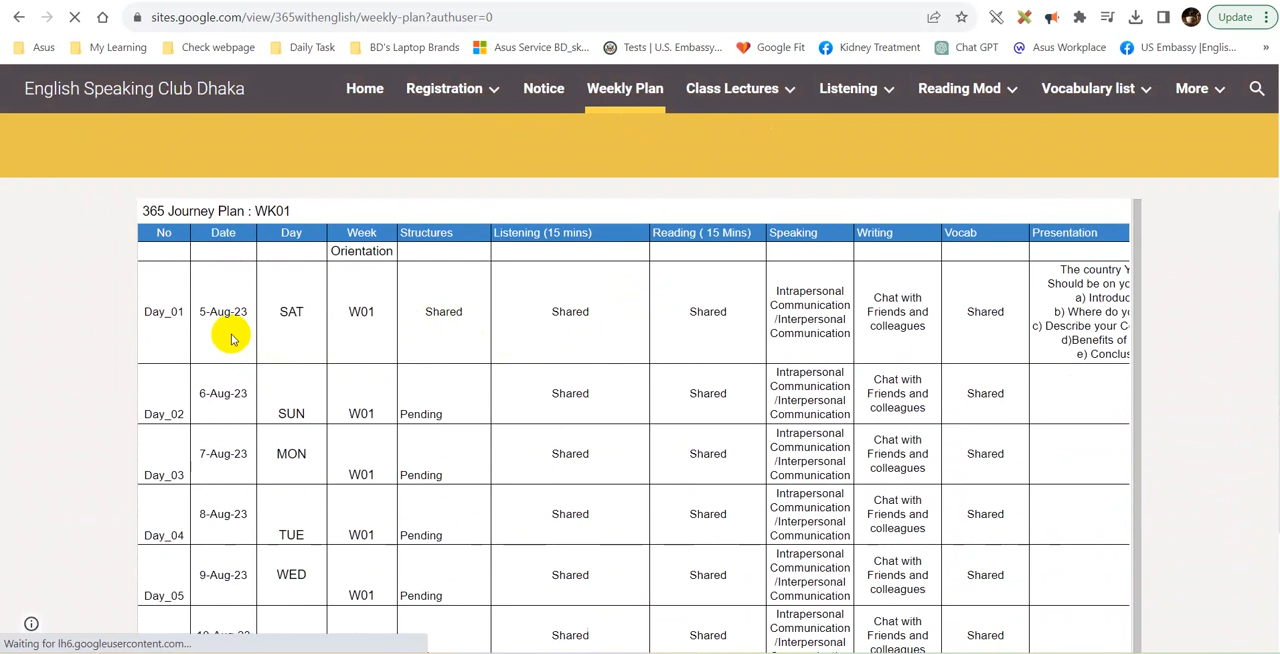 sites.google.com/view/365withenglish/weekly-plan?authuser=0
Update
Asus My Learning Check webpage Daily Task BD's Laptop Brands Asus Service BD_sk... Tests | U.S. Embassy... Google Fit Kidney Treatment Chat GPT Asus Workplace US Embassy |Englis... »
English Speaking Club Dhaka Home Registration Notice Weekly Plan Class Lectures Listening Reading Mod Vocabulary list More
365 Journey Plan : WK01
No Date Day Week Structures Listening (15 mins) Reading ( 15 Mins) Speaking Writing Vocab Presentation
Orientation
Day_01 5-Aug-23 SAT W01 Shared Shared Shared
Intrapersonal
Communication
/Interpersonal
Communication
Chat with
Friends and
colleagues
Shared
The country Y
Should be on yo
a) Introduc
b) Where do yo
c) Describe your C
d)Benefits of
e) Conclus
Day_02 6-Aug-23 SUN W01 Pending Shared Shared
Intrapersonal
Communication
/Interpersonal
Communication
Chat with
Friends and
colleagues
Shared
Day_03 7-Aug-23 MON W01 Pending Shared Shared
Intrapersonal
Communication
/Interpersonal
Communication
Chat with
Friends and
colleagues
Shared
Day_04 8-Aug-23 TUE W01 Pending Shared Shared
Intrapersonal
Communication
/Interpersonal
Communication
Chat with
Friends and
colleagues
Shared
Day_05 9-Aug-23 WED W01 Pending Shared Shared
Intrapersonal
Communication
/Interpersonal
Communication
Chat with
Friends and
colleagues
Shared
10-Aug-23 Shared Shared
Intrapersonal
Communication
/Interpersonal
Chat with
Friends and
colleagues
Shared
Waiting for lh6.googleusercontent.com...